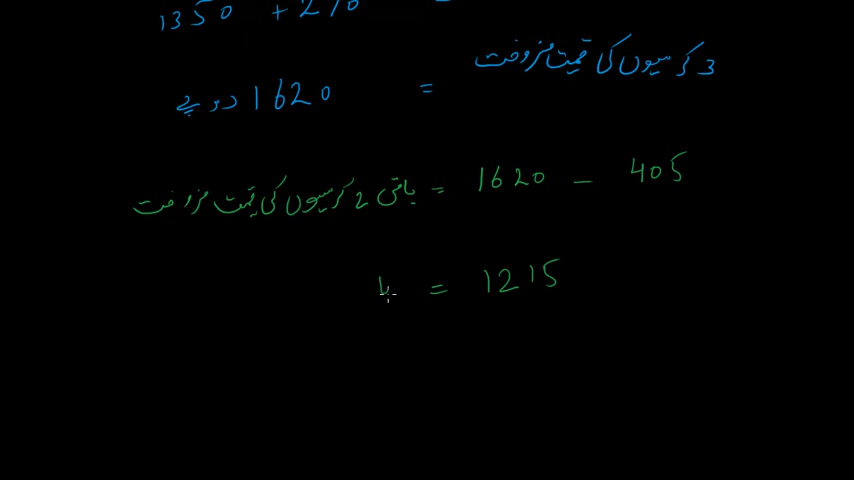 1350 + 270 =
3 کرسیوں کی قیمت فروخت = 1620 روپے
باقی 2 کرسیوں کی قیمت فروخت = 1620 - 405
= 1215